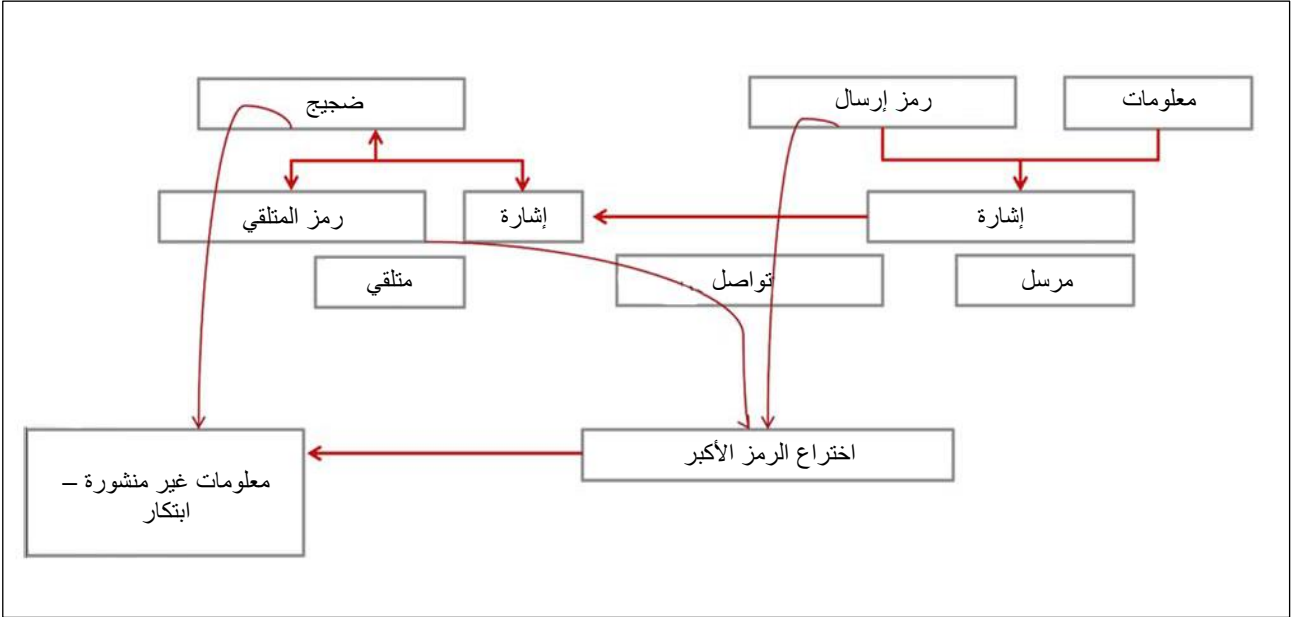 معلومات
رمز إرسال
ضجيج
إشارة
إشارة
رمز المتلقي
مرسل
تواصل
متلقي
اختراع الرمز الأكبر
معلومات غير منشورة –
ابتكار